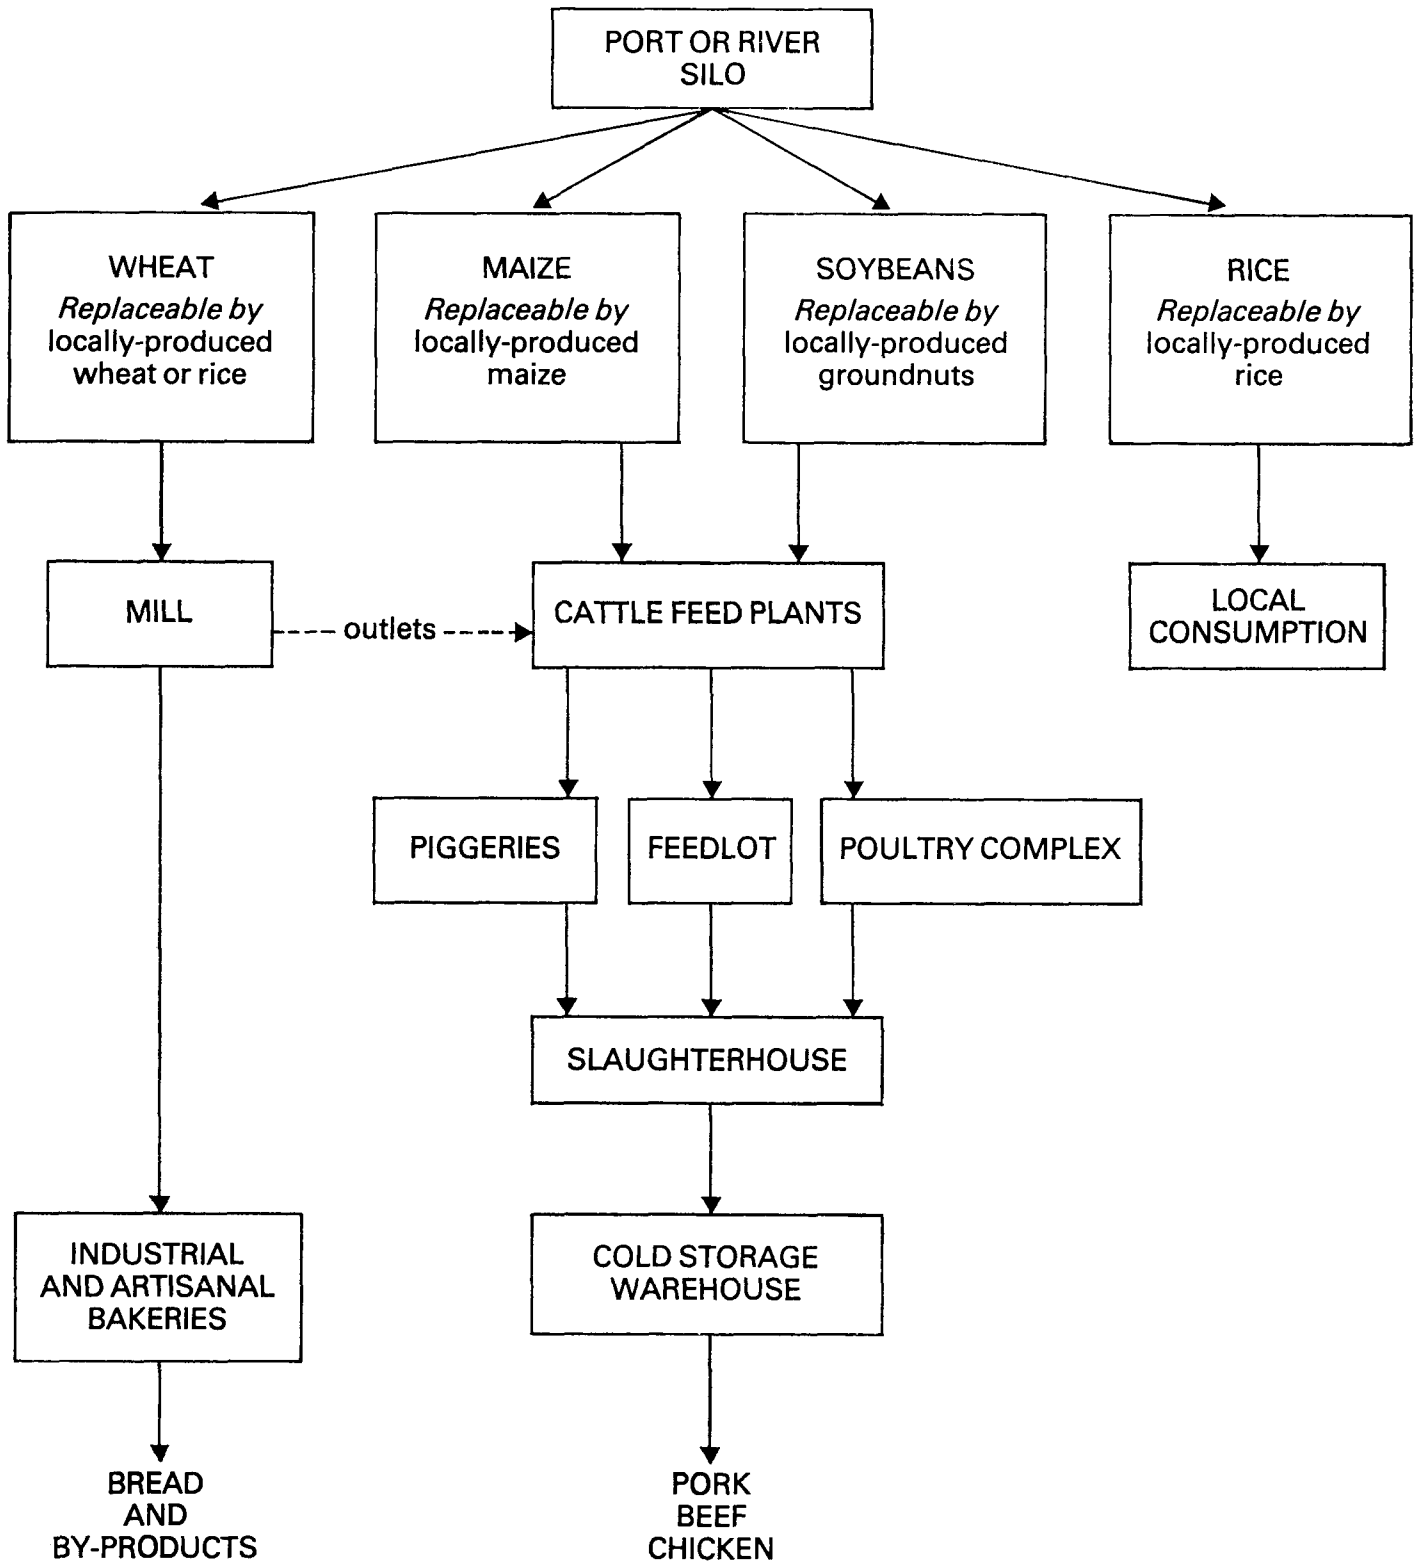 PORT OR RIVER
SILO
WHEAT
Replaceable by
locally-produced
wheat or rice
MAIZE
Replaceable by
locally-produced
maize
SOYBEANS
Replaceable by
locally-produced
groundnuts
RICE
Replaceable by
locally-produced
rice
MILL
outlets
CATTLE FEED PLANTS
LOCAL
CONSUMPTION
PIGGERIES
FEEDLOT
POULTRY COMPLEX
SLAUGHTERHOUSE
INDUSTRIAL
AND ARTISANAL
BAKERIES
COLD STORAGE
WAREHOUSE
BREAD
AND
BY-PRODUCTS
PORK
BEEF
CHICKEN